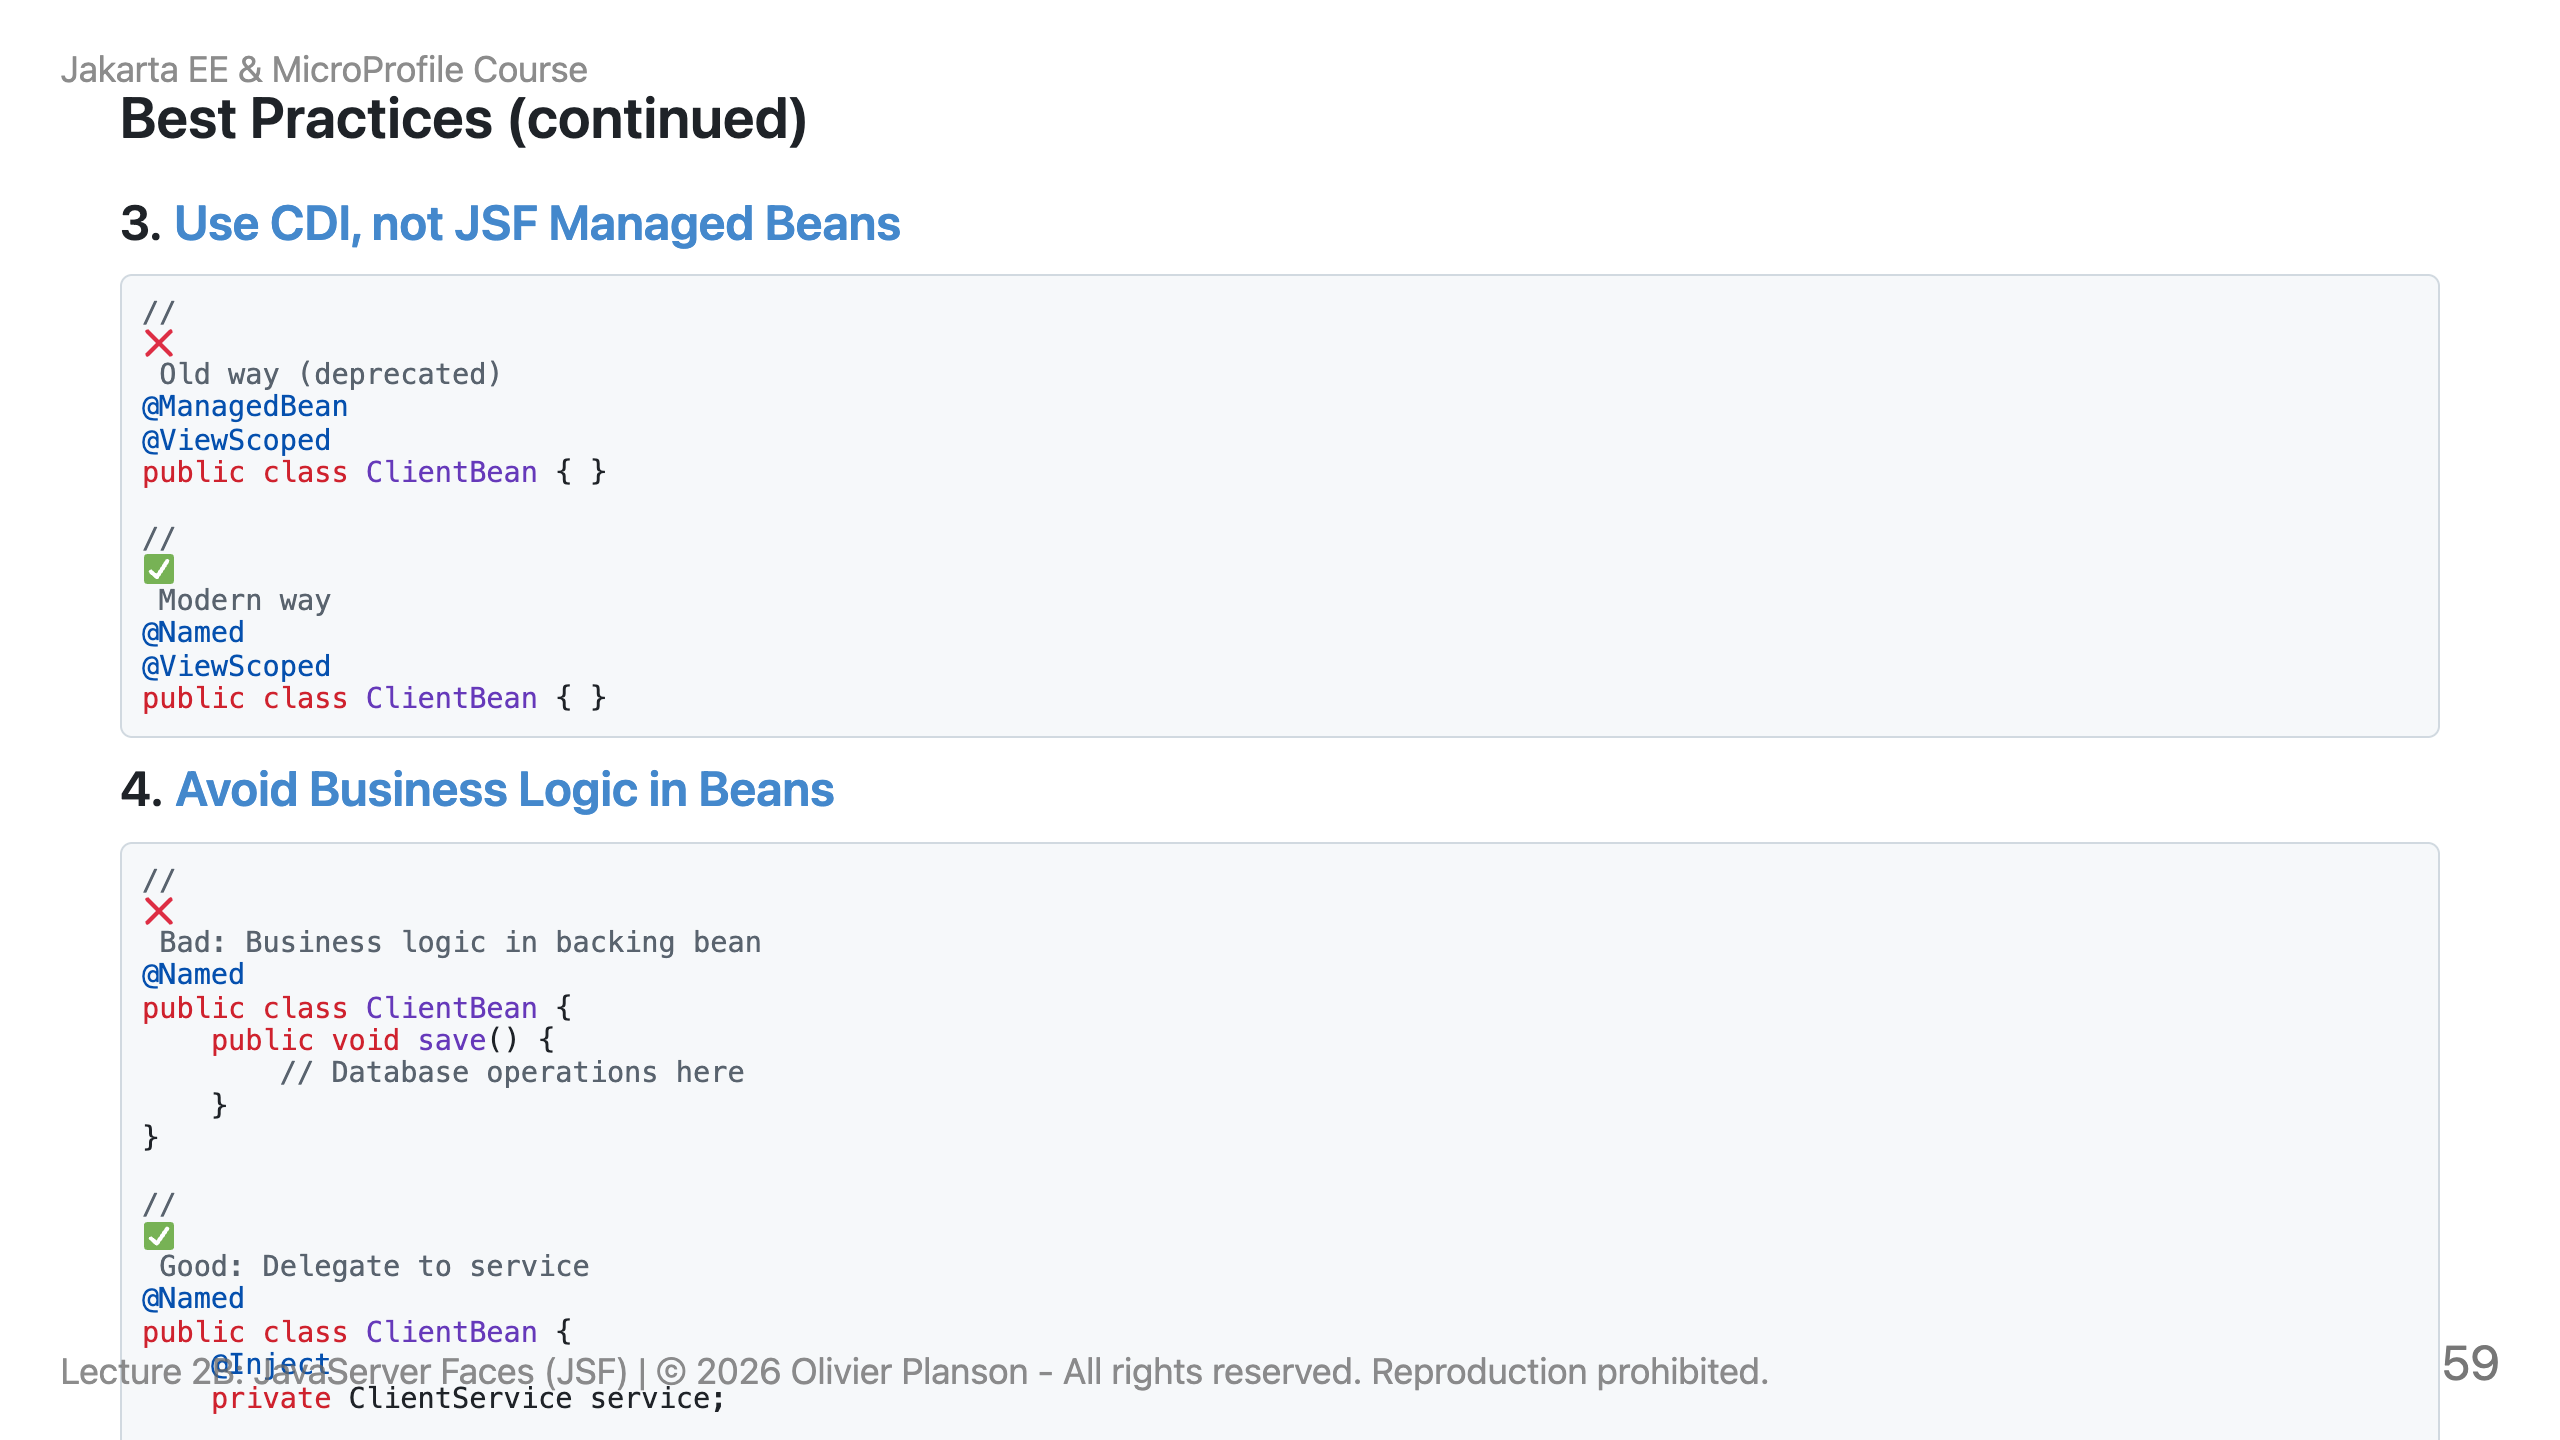 Jakarta EE & MicroProfile Course
Best Practices (continued)
3. Use CDI, not JSF Managed Beans
//
❌
 Old way (deprecated)
@ManagedBean
@ViewScoped
public class ClientBean { }

//
✅
 Modern way
@Named
@ViewScoped
public class ClientBean { }
4. Avoid Business Logic in Beans
//
❌
 Bad: Business logic in backing bean
@Named
public class ClientBean {
    public void save() {
        // Database operations here
    }
}

//
✅
 Good: Delegate to service
@Named
public class ClientBean {
    @Inject
Lecture 2B: JavaServer Faces (JSF) | © 2026 Olivier Planson - All rights reserved. Reproduction prohibited.
59
    private ClientService service;